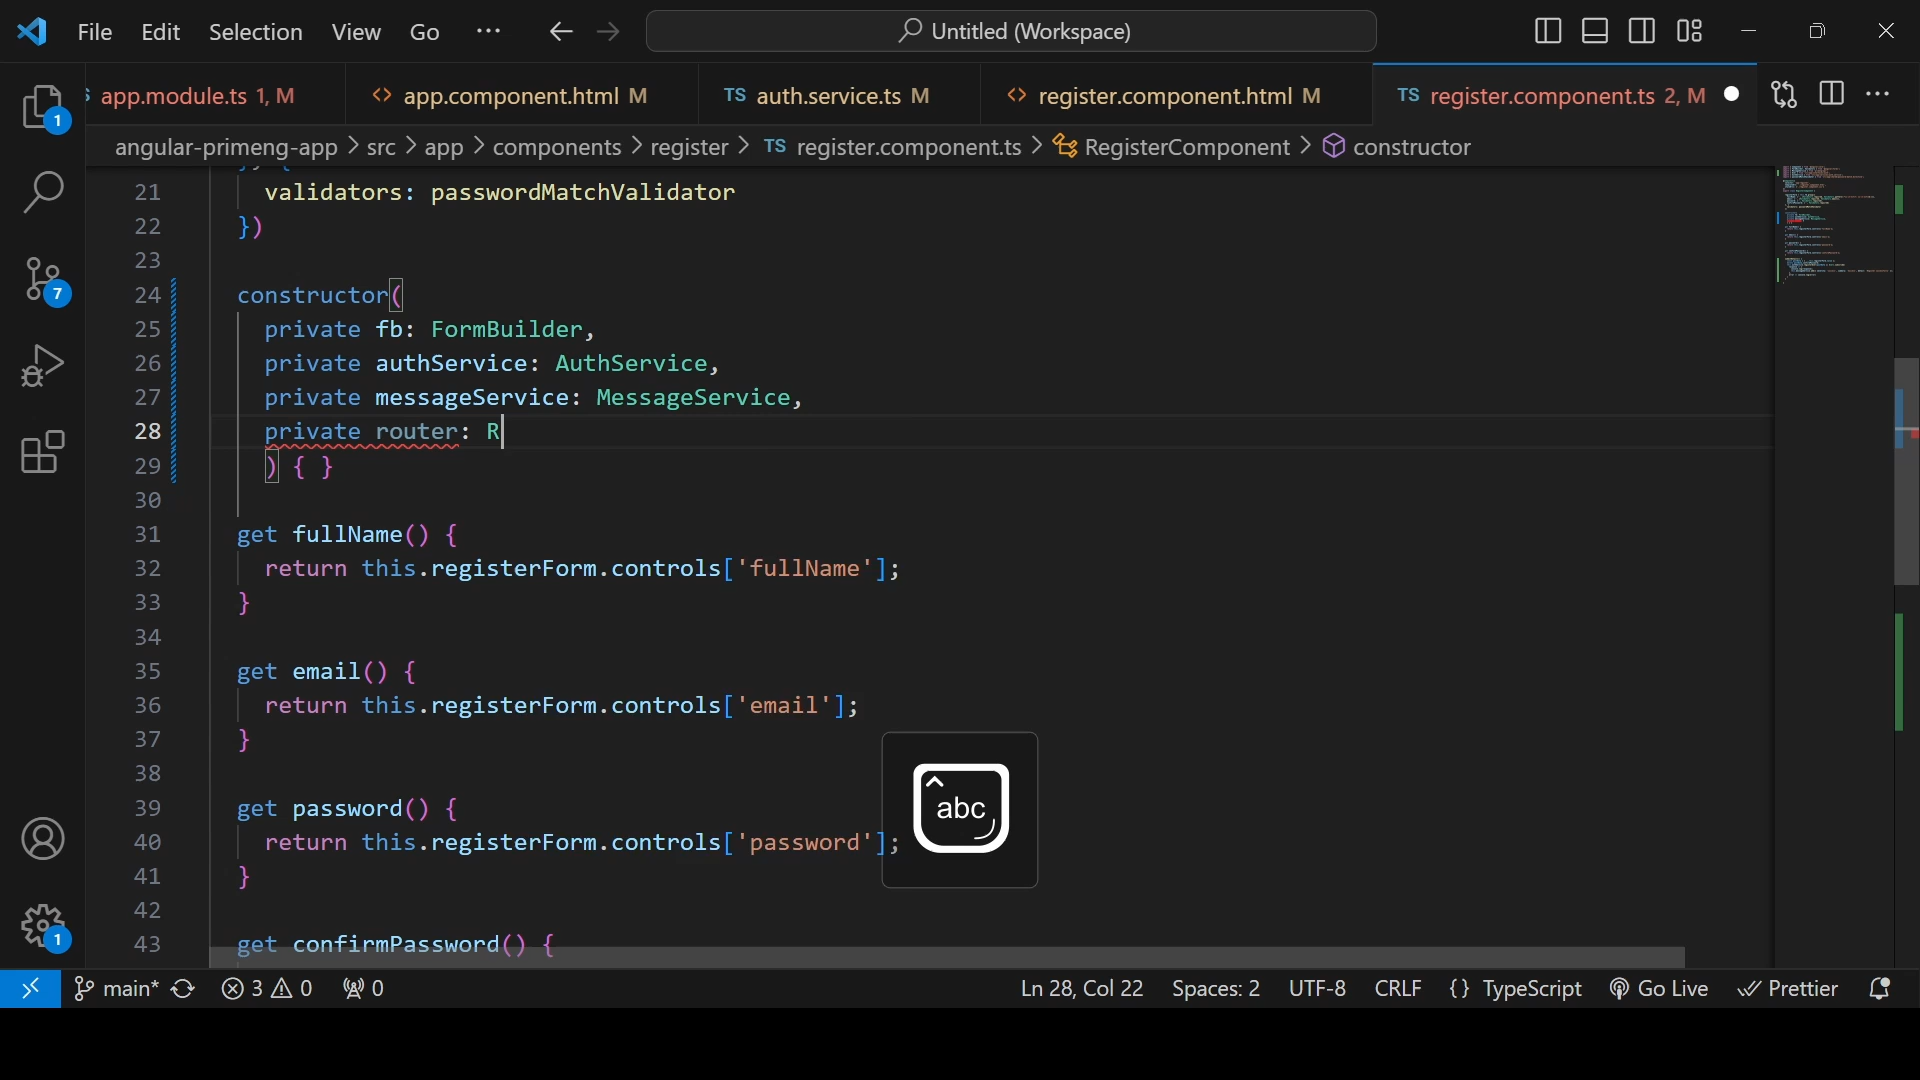 File Edit Selection View Go ··· Untitled (Workspace)
app.module.ts 1, M <> app.component.html M TS auth.service.ts M <> register.component.html M TS register.component.ts 2, M
angular-primeng-app > src > app > components > register > TS register.component.ts > RegisterComponent > constructor
21 validators: passwordMatchValidator
22 })
23
24 constructor(
25 private fb: FormBuilder,
26 private authService: AuthService,
27 private messageService: MessageService,
28 private router: R
29 ) { }
30
31 get fullName() {
32 return this.registerForm.controls['fullName'];
33 }
34
35 get email() {
36 return this.registerForm.controls['email'];
37 }
38
39 get password() {
40 return this.registerForm.controls['password'];
41 }
42
43 get confirmPassword() {
1
7
1
abc
main* 3 0 0 Ln 28, Col 22 Spaces: 2 UTF-8 CRLF {} TypeScript Go Live Prettier